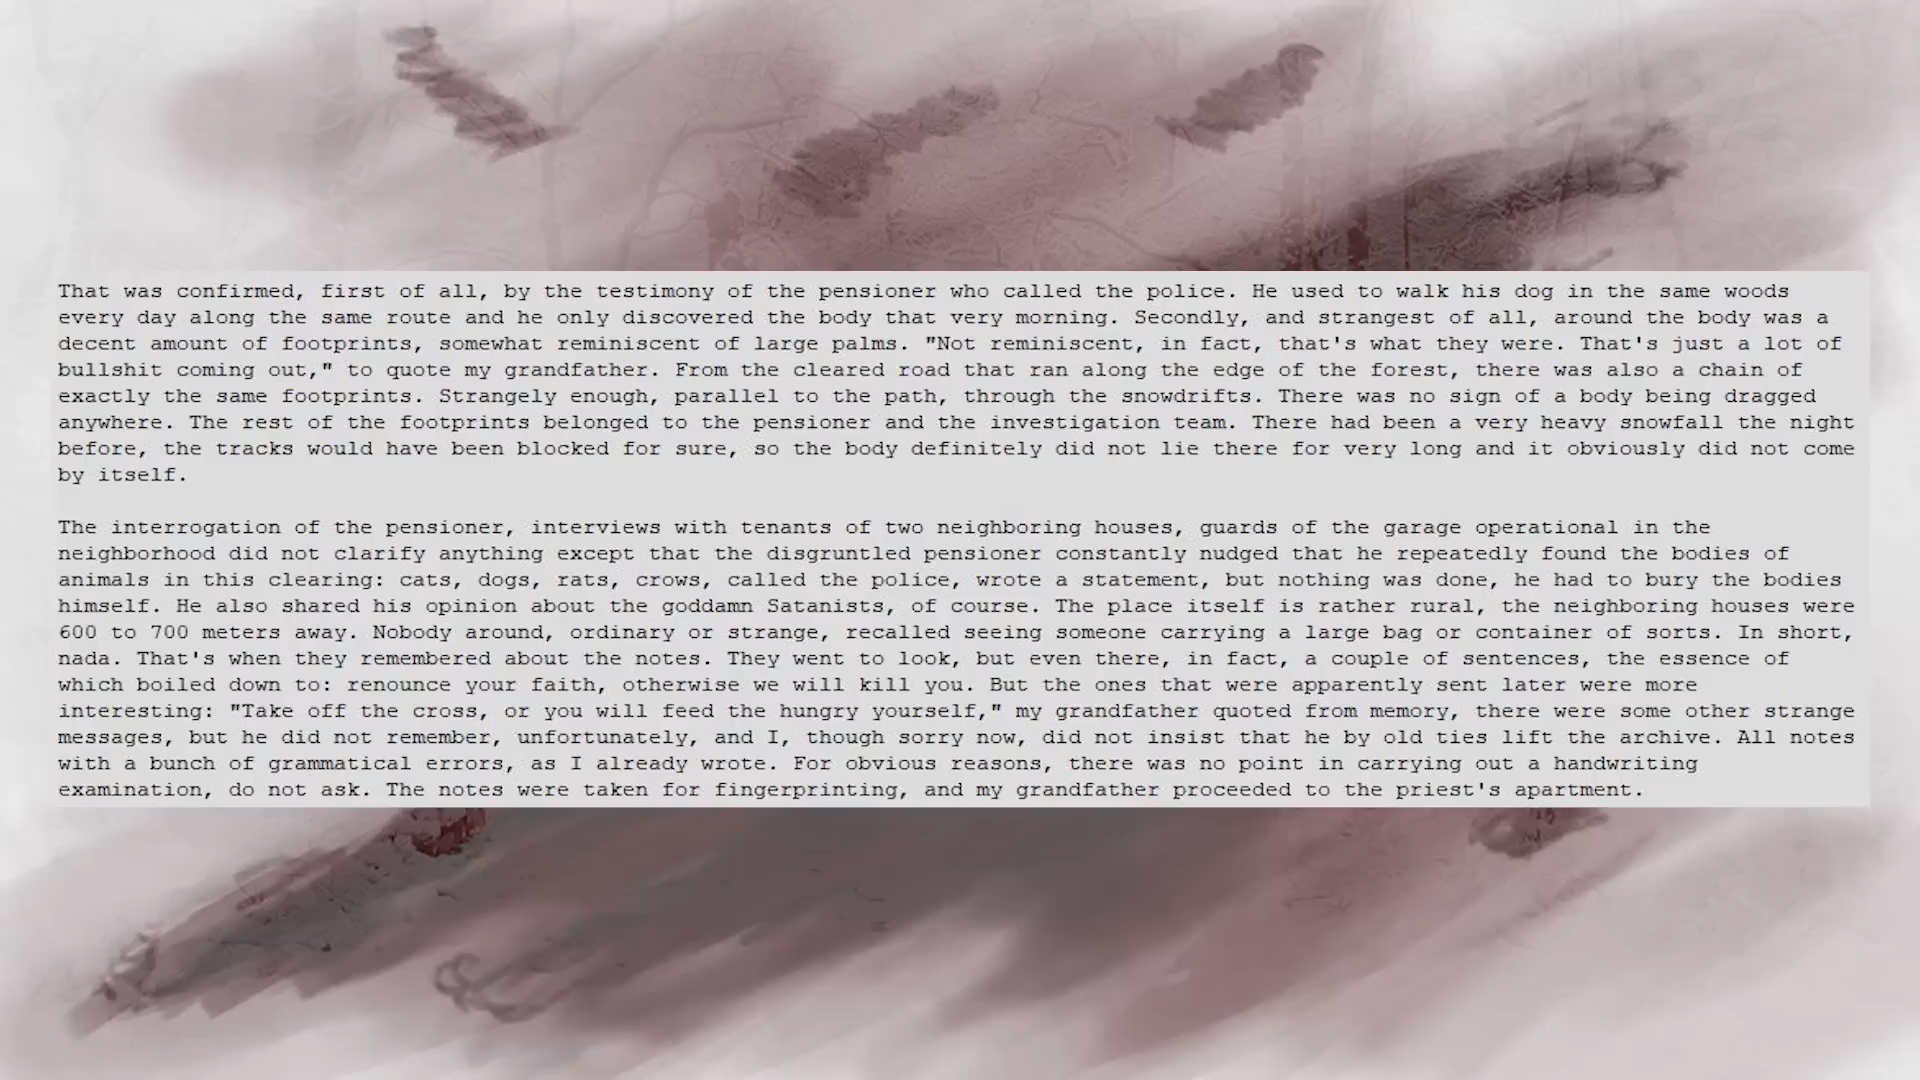 That was confirmed, first of all, by the testimony of the pensioner who called the police. He used to walk his dog in the same woods
every day along the same route and he only discovered the body that very morning. Secondly, and strangest of all, around the body was a
decent amount of footprints, somewhat reminiscent of large palms. "Not reminiscent, in fact, that's what they were. That's just a lot of
bullshit coming out," to quote my grandfather. From the cleared road that ran along the edge of the forest, there was also a chain of
exactly the same footprints. Strangely enough, parallel to the path, through the snowdrifts. There was no sign of a body being dragged
anywhere. The rest of the footprints belonged to the pensioner and the investigation team. There had been a very heavy snowfall the night
before, the tracks would have been blocked for sure, so the body definitely did not lie there for very long and it obviously did not come
by itself.
The interrogation of the pensioner, interviews with tenants of two neighboring houses, guards of the garage operational in the
neighborhood did not clarify anything except that the disgruntled pensioner constantly nudged that he repeatedly found the bodies of
animals in this clearing: cats, dogs, rats, crows, called the police, wrote a statement, but nothing was done, he had to bury the bodies
himself. He also shared his opinion about the goddamn Satanists, of course. The place itself is rather rural, the neighboring houses were
600 to 700 meters away. Nobody around, ordinary or strange, recalled seeing someone carrying a large bag or container of sorts. In short,
nada. That's when they remembered about the notes. They went to look, but even there, in fact, a couple of sentences, the essence of
which boiled down to: renounce your faith, otherwise we will kill you. But the ones that were apparently sent later were more
interesting: "Take off the cross, or you will feed the hungry yourself," my grandfather quoted from memory, there were some other strange
messages, but he did not remember, unfortunately, and I, though sorry now, did not insist that he by old ties lift the archive. All notes
with a bunch of grammatical errors, as I already wrote. For obvious reasons, there was no point in carrying out a handwriting
examination, do not ask. The notes were taken for fingerprinting, and my grandfather proceeded to the priest's apartment.